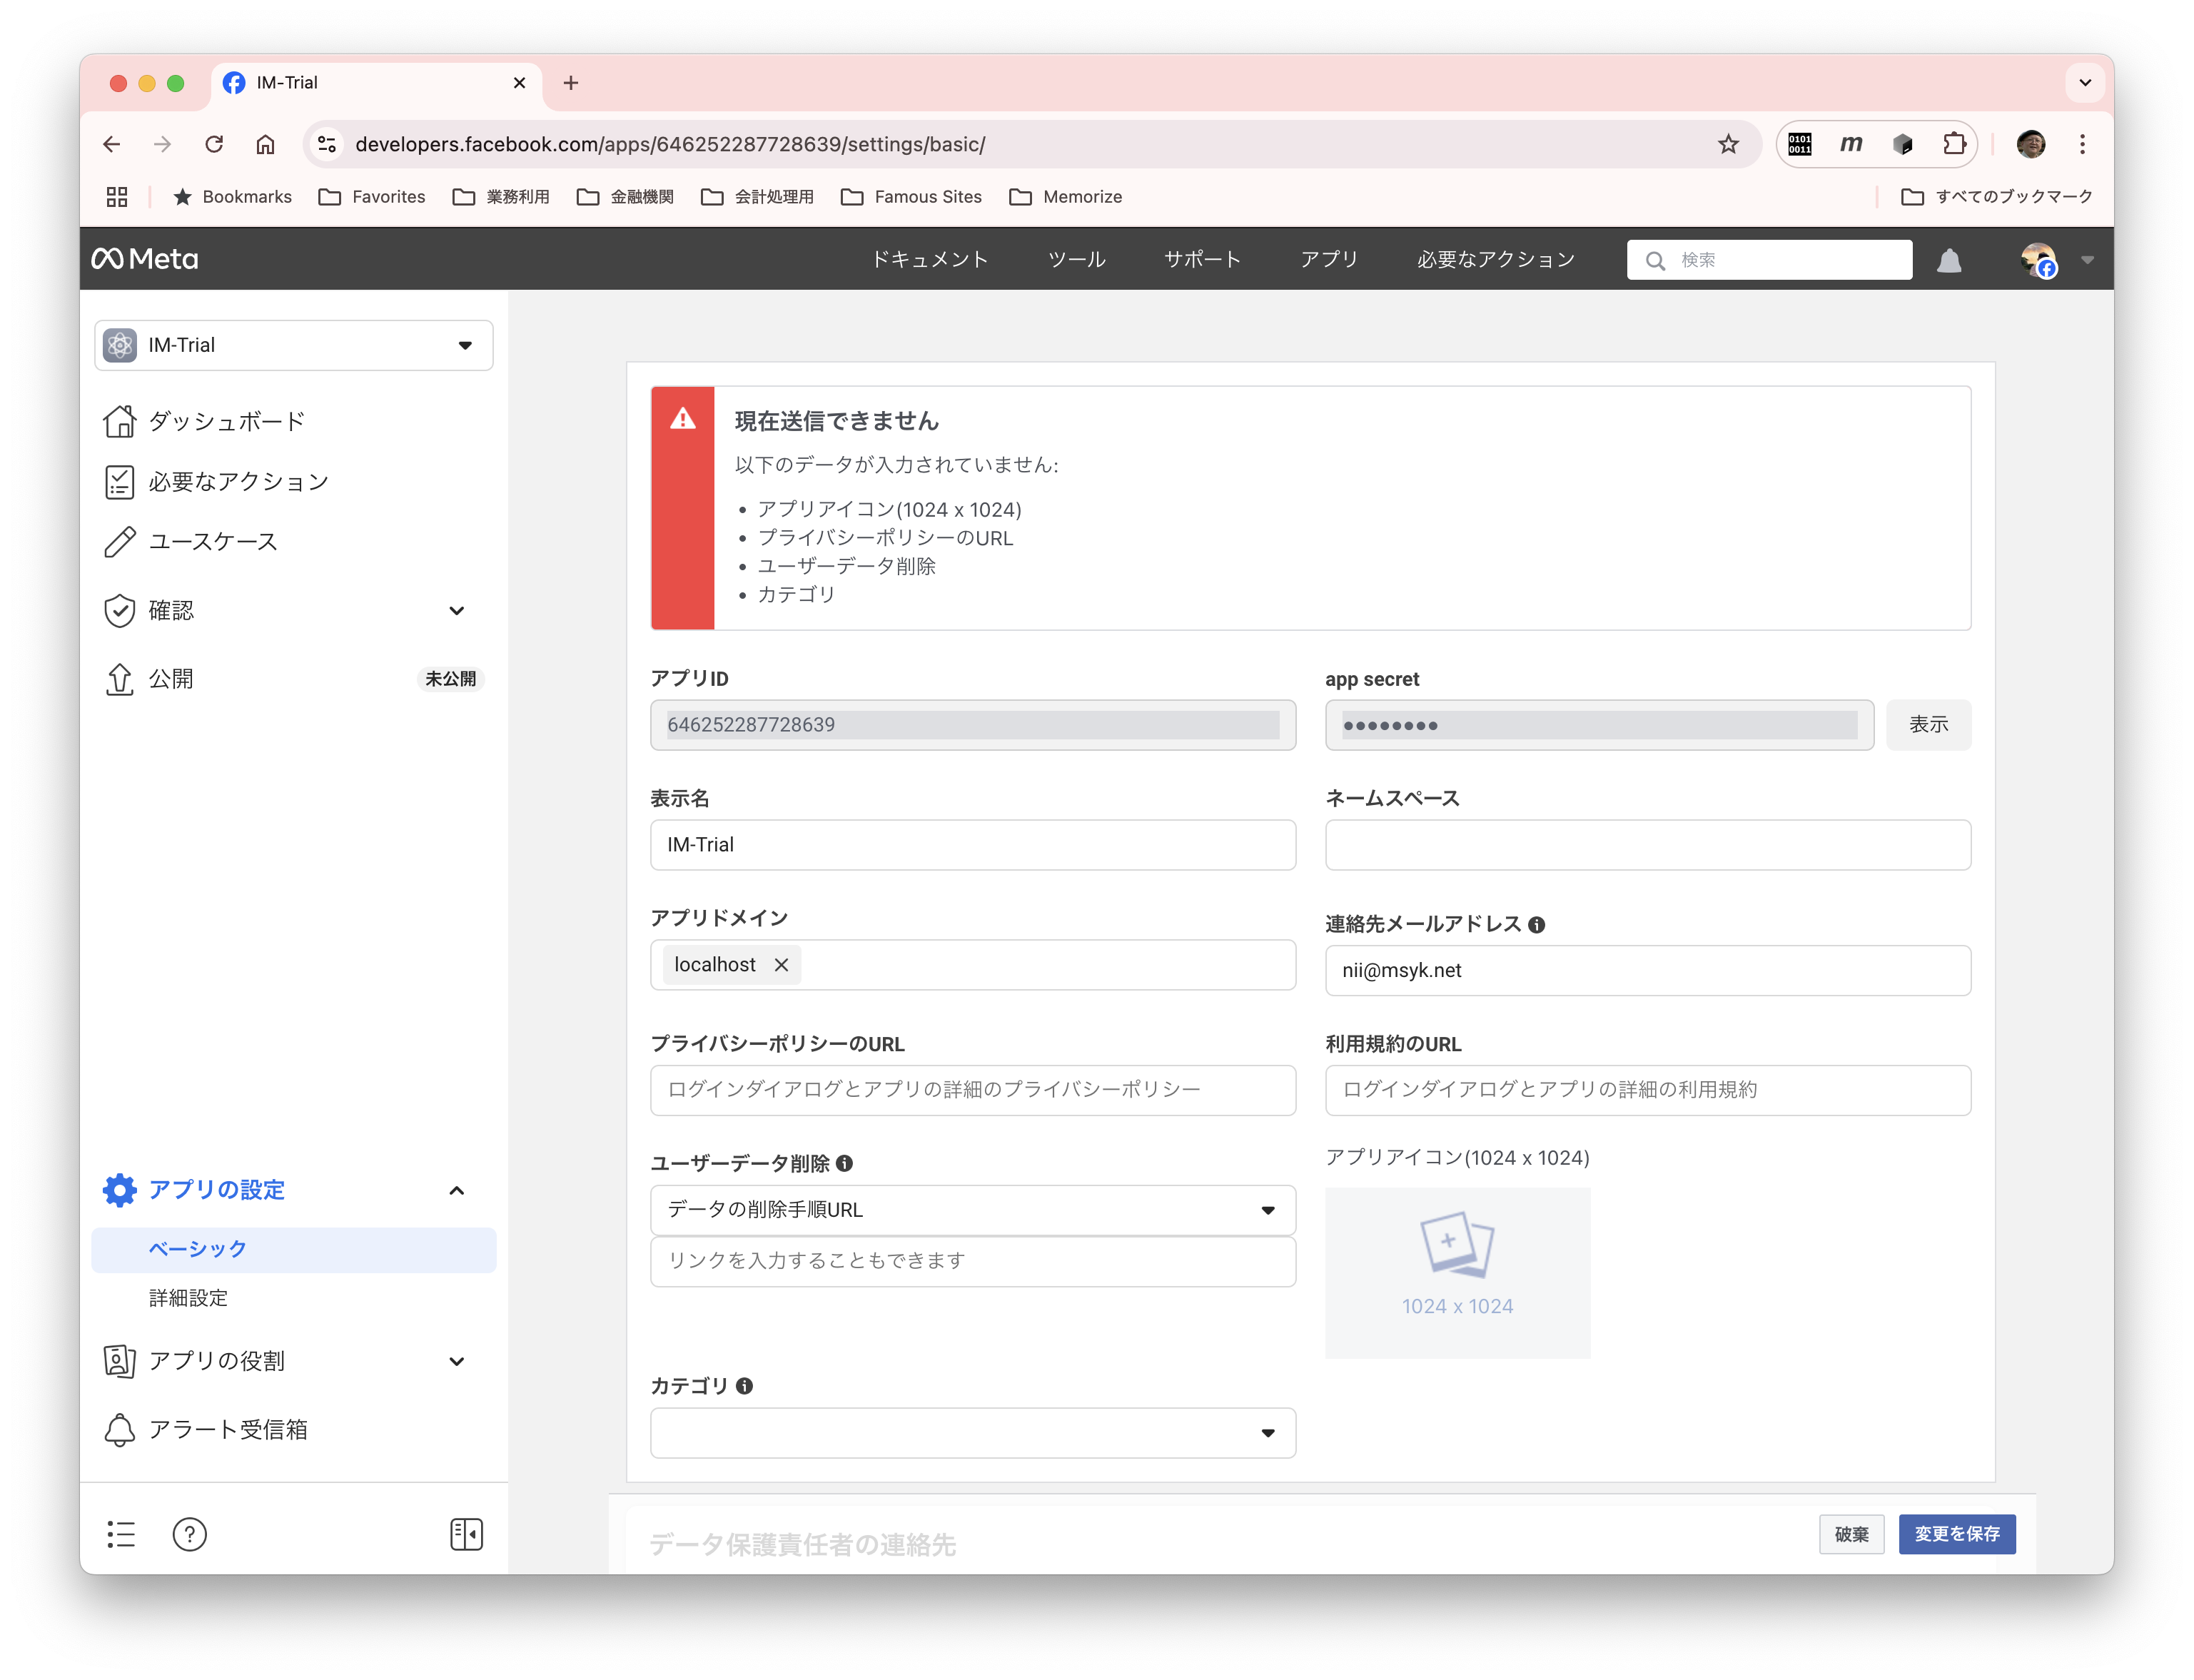 IM-Trial
developers.facebook.com/apps/646252287728639/settings/basic/
0101
0011
m
Bookmarks
Favorites
業務利用
金融機関
会計処理用
Famous Sites
Memorize
すべてのブックマーク
Meta
ドキュメント
ツール
サポート
アプリ
必要なアクション
検索
IM-Trial
ダッシュボード
必要なアクション
ユースケース
確認
公開
未公開
アプリの設定
ベーシック
詳細設定
アプリの役割
アラート受信箱
現在送信できません
以下のデータが入力されていません:
• アプリアイコン(1024 x 1024)
• プライバシーポリシーのURL
• ユーザーデータ削除
• カテゴリ
アプリID
646252287728639
app secret
••••••••
表示
表示名
IM-Trial
ネームスペース
アプリドメイン
localhost
連絡先メールアドレス
nii@msyk.net
プライバシーポリシーのURL
ログインダイアログとアプリの詳細のプライバシーポリシー
利用規約のURL
ログインダイアログとアプリの詳細の利用規約
ユーザーデータ削除
データの削除手順URL
リンクを入力することもできます
アプリアイコン(1024 x 1024)
1024 x 1024
カテゴリ
データ保護責任者の連絡先
破棄
変更を保存